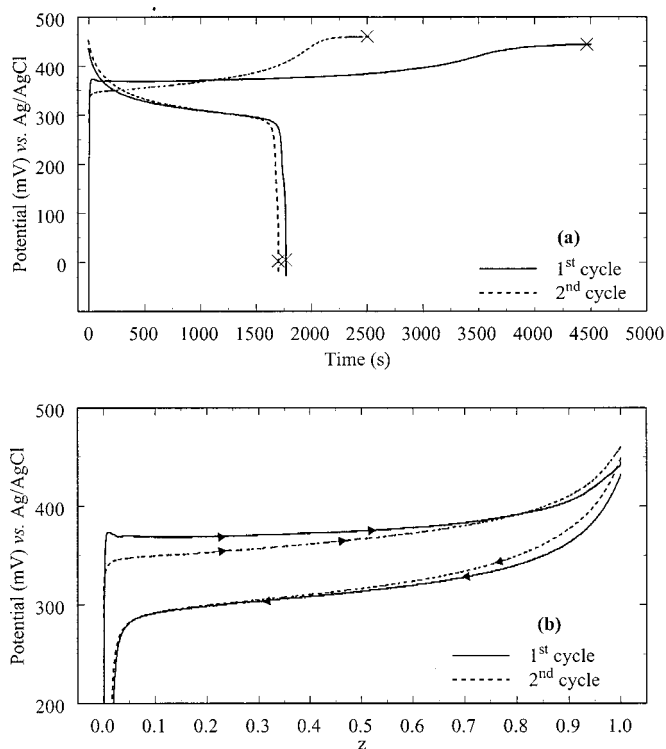 500
400
300
200
100
0
Potential (mV) vs. Ag/AgCl
(a)
1st cycle
2nd cycle
0 500 1000 1500 2000 2500 3000 3500 4000 4500 5000
Time (s)
500
400
300
200
Potential (mV) vs. Ag/AgCl
(b)
1st cycle
2nd cycle
0.0 0.1 0.2 0.3 0.4 0.5 0.6 0.7 0.8 0.9 1.0
z